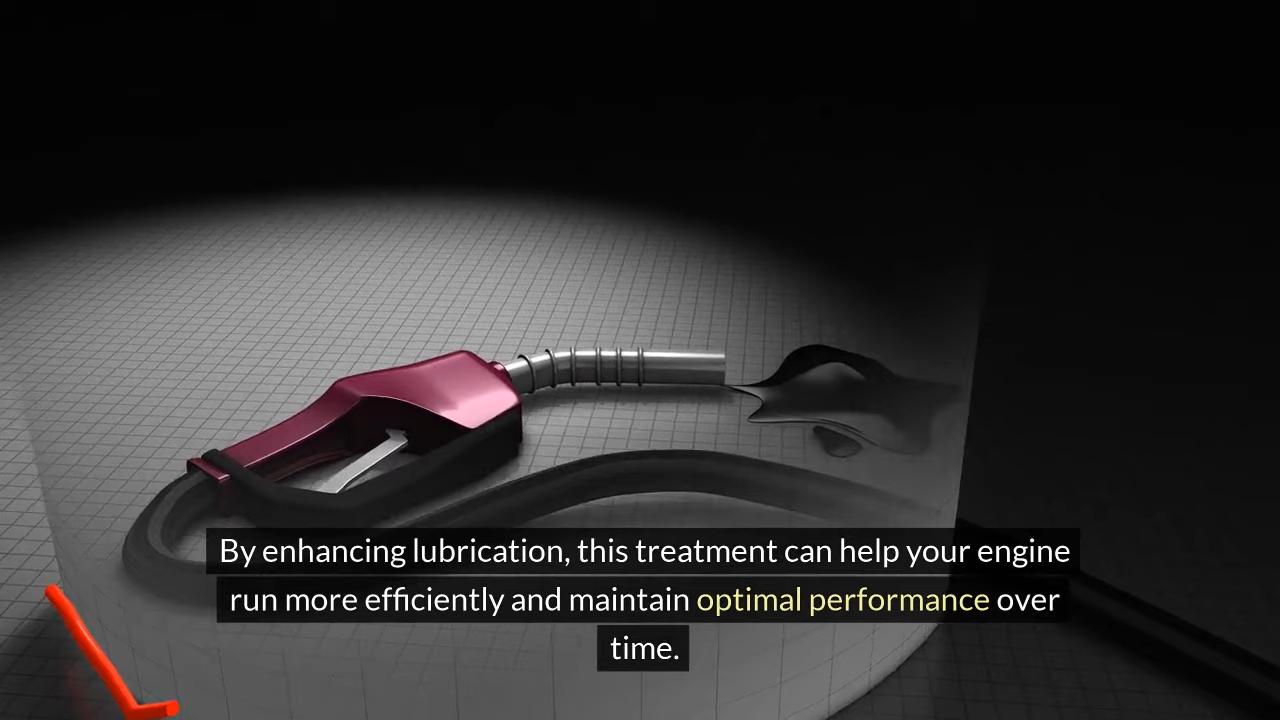 By enhancing lubrication, this treatment can help your engine
run more efficiently and maintain optimal performance over
time.